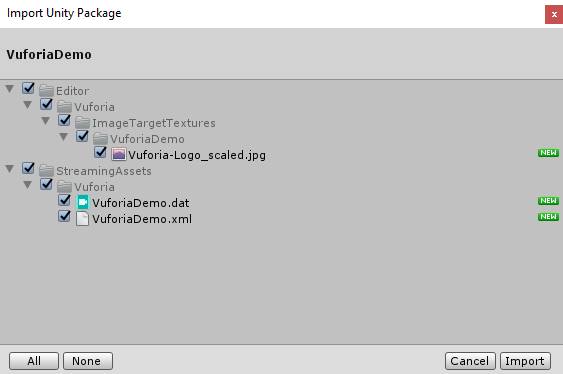 Import Unity Package
x
VuforiaDemo
Editor
Vuforia
ImageTargetTextures
VuforiaDemo
Vuforia-Logo_scaled.jpg NEW
StreamingAssets
Vuforia
VuforiaDemo.dat NEW
VuforiaDemo.xml NEW
All None Cancel Import